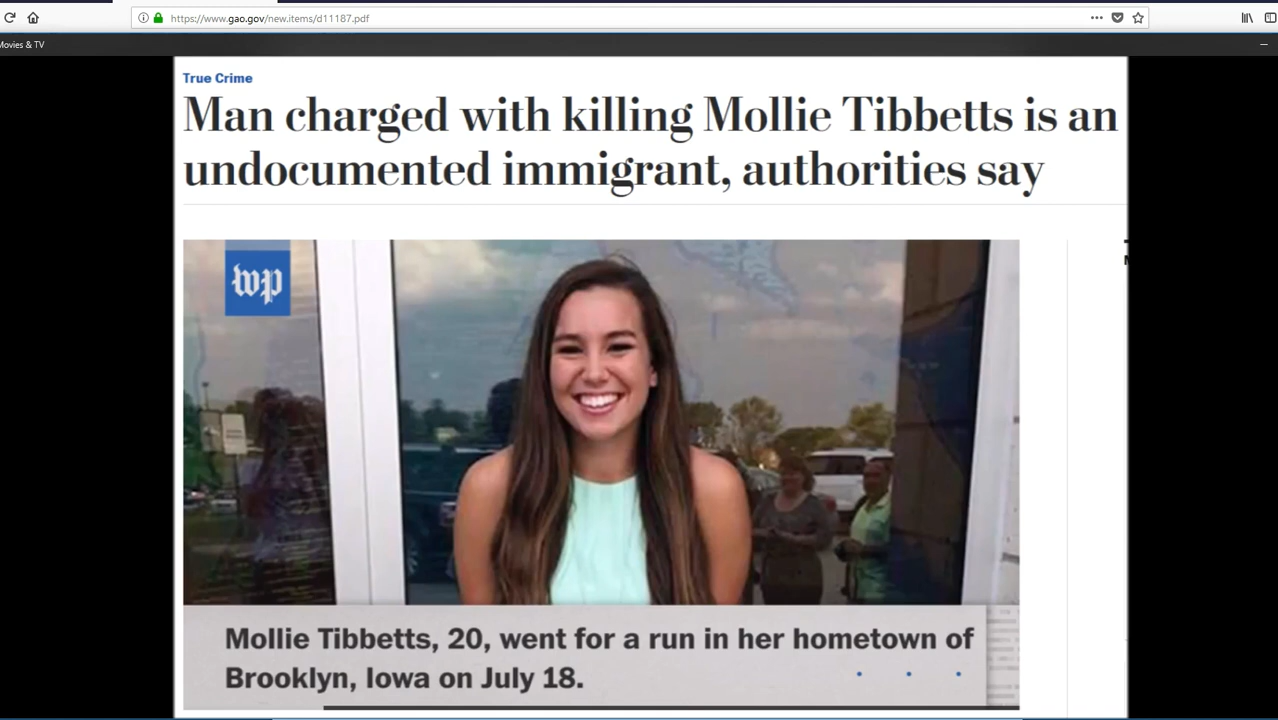 https://www.gao.gov/new.items/d11187.pdf
Movies & TV
True Crime
Man charged with killing Mollie Tibbetts is an
undocumented immigrant, authorities say
wp
Mollie Tibbetts, 20, went for a run in her hometown of
Brooklyn, Iowa on July 18.